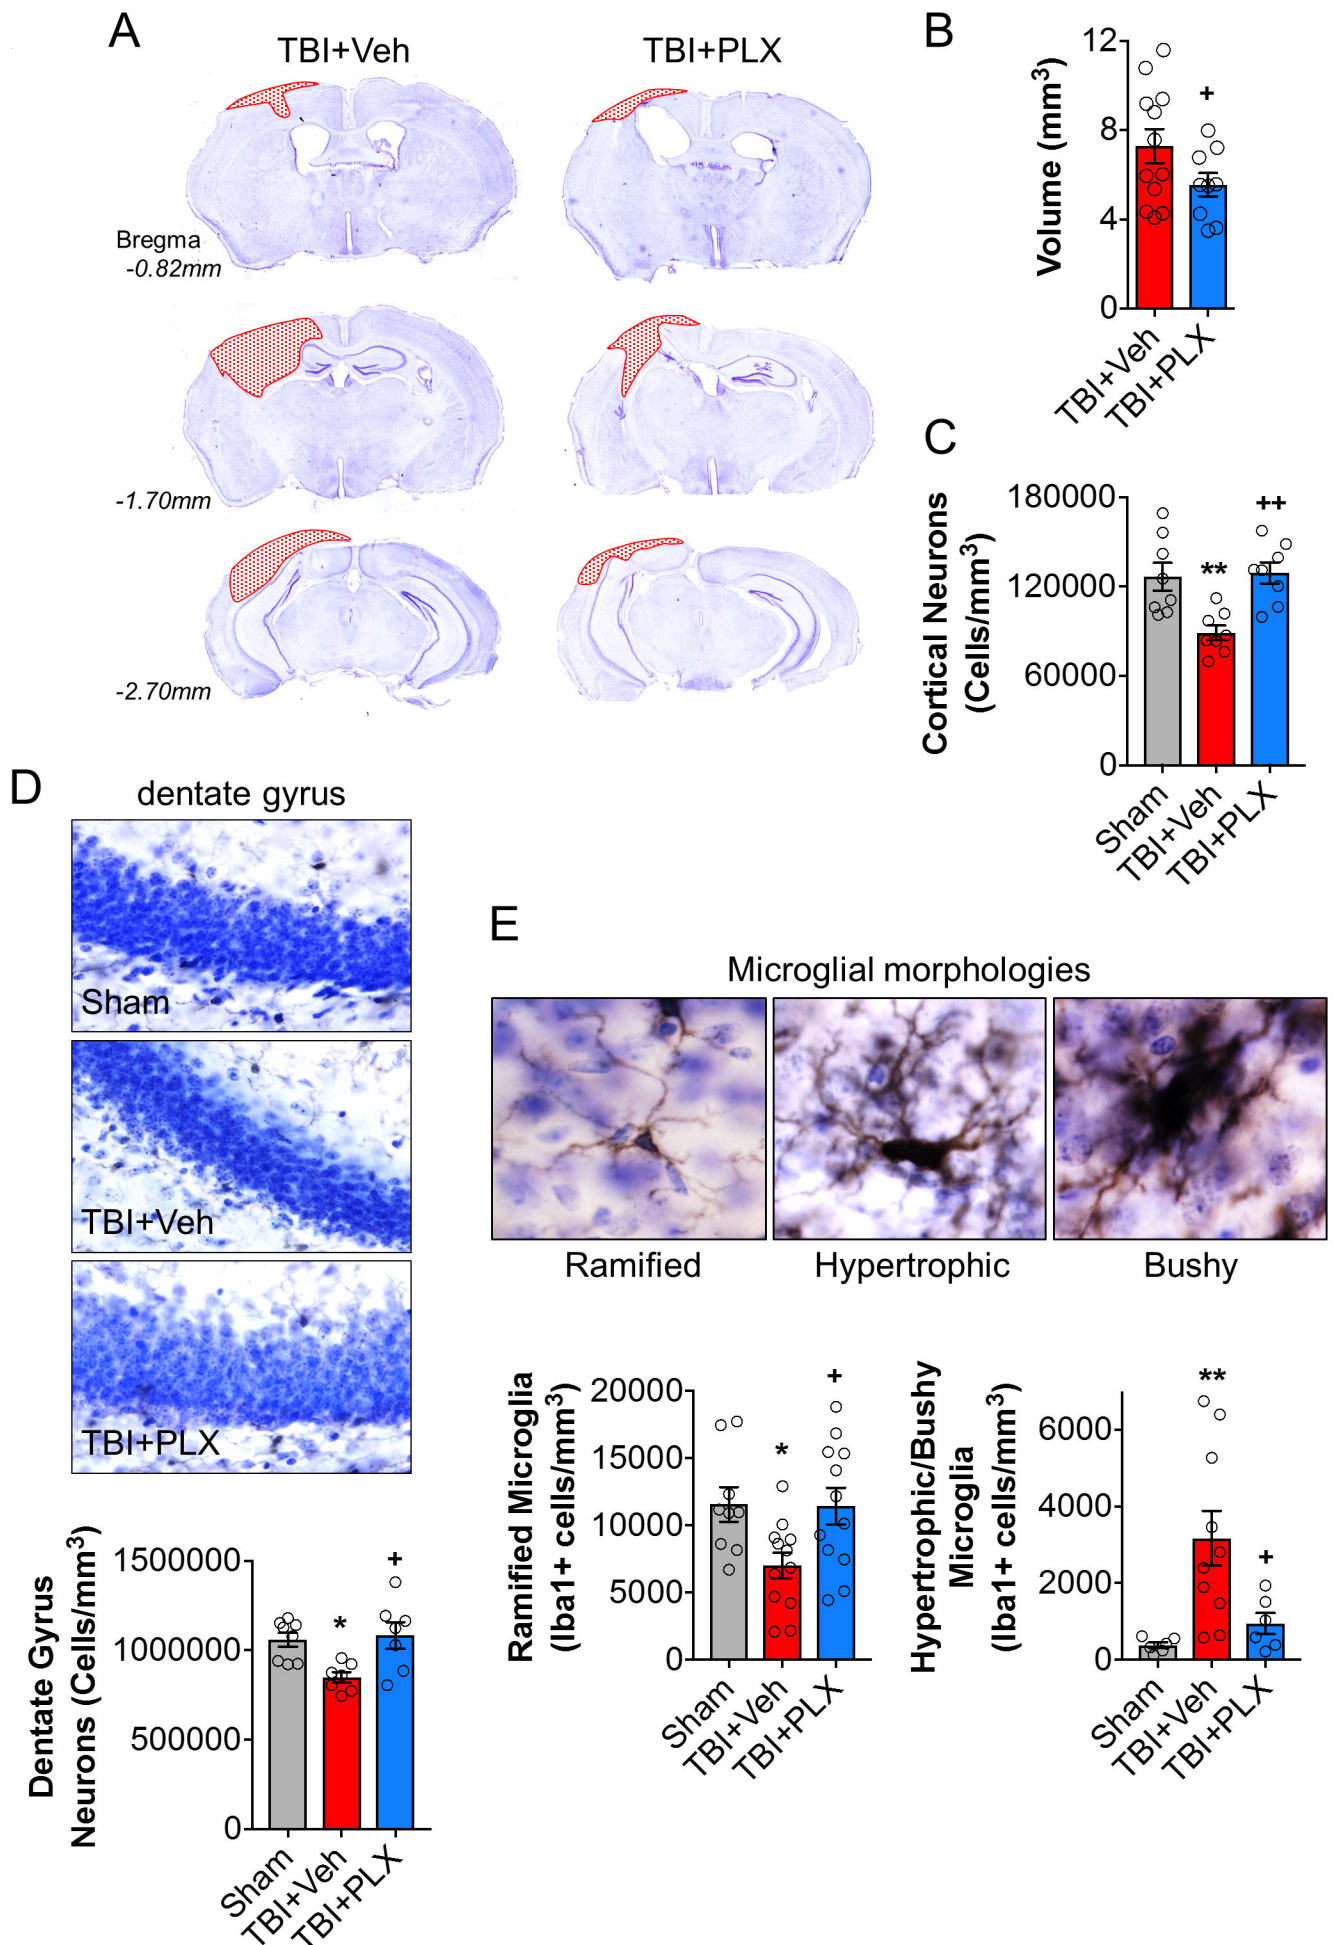 A
TBI+Veh
TBI+PLX
Bregma
-0.82mm
-1.70mm
-2.70mm
B
Volume (mm³)
12
8
4
0
+
TBI+Veh
TBI+PLX
C
Cortical Neurons
(Cells/mm³)
180000
120000
60000
0
**
++
Sham
TBI+Veh
TBI+PLX
D
dentate gyrus
Sham
TBI+Veh
TBI+PLX
Dentate Gyrus
Neurons (Cells/mm³)
1500000
1000000
500000
0
*
+
Sham
TBI+Veh
TBI+PLX
E
Microglial morphologies
Ramified
Hypertrophic
Bushy
Ramified Microglia
(Iba1+ cells/mm³)
20000
15000
10000
5000
0
*
+
Sham
TBI+Veh
TBI+PLX
Hypertrophic/Bushy
Microglia
(Iba1+ cells/mm³)
6000
4000
2000
0
**
+
Sham
TBI+Veh
TBI+PLX